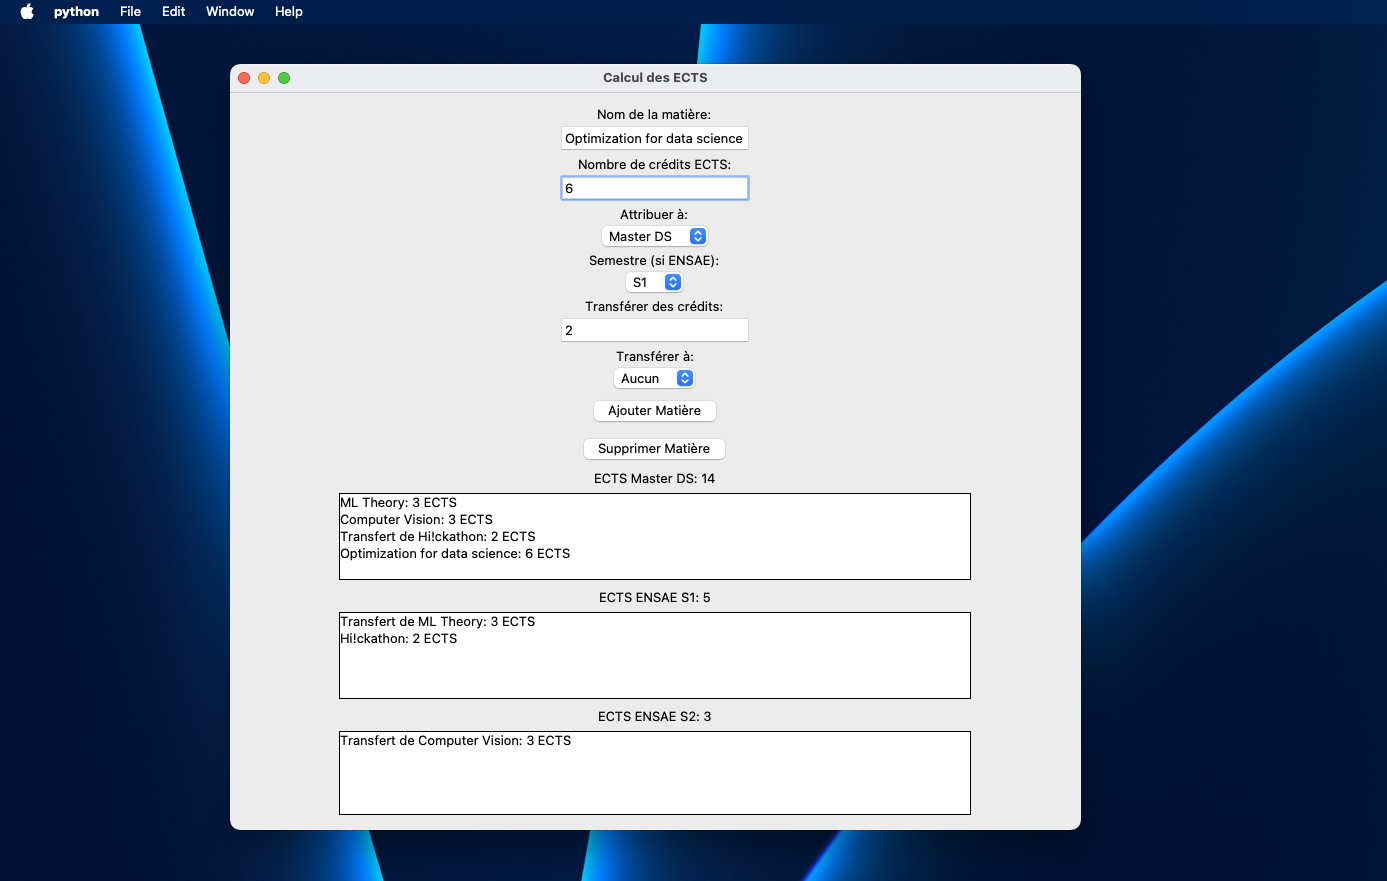 python File Edit Window Help
Calcul des ECTS
Nom de la matière:
Optimization for data science
Nombre de crédits ECTS:
6
Attribuer à:
Master DS
Semestre (si ENSAE):
S1
Transférer des crédits:
2
Transférer à:
Aucun
Ajouter Matière
Supprimer Matière
ECTS Master DS: 14
ML Theory: 3 ECTS
Computer Vision: 3 ECTS
Transfert de Hi!ckathon: 2 ECTS
Optimization for data science: 6 ECTS
ECTS ENSAE S1: 5
Transfert de ML Theory: 3 ECTS
Hi!ckathon: 2 ECTS
ECTS ENSAE S2: 3
Transfert de Computer Vision: 3 ECTS